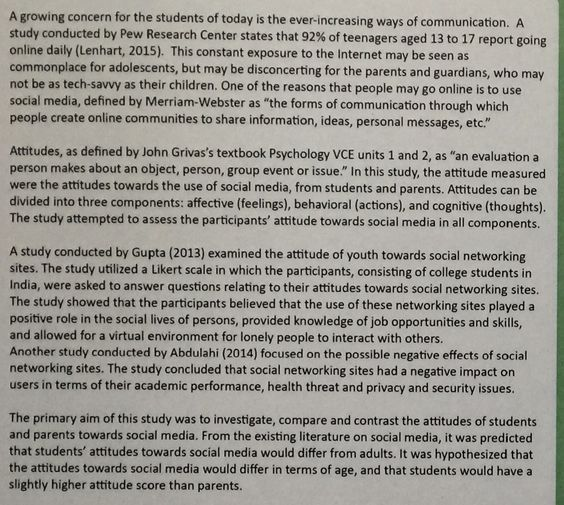 A growing concern for the students of today is the ever-increasing ways of communication.  A
study conducted by Pew Research Center states that 92% of teenagers aged 13 to 17 report going
online daily (Lenhart, 2015).  This constant exposure to the Internet may be seen as
commonplace for adolescents, but may be disconcerting for the parents and guardians, who may
not be as tech-savvy as their children. One of the reasons that people may go online is to use
social media, defined by Merriam-Webster as “the forms of communication through which
people create online communities to share information, ideas, personal messages, etc.”
Attitudes, as defined by John Grivas’s textbook Psychology VCE units 1 and 2, as “an evaluation a
person makes about an object, person, group event or issue.” In this study, the attitude measured
were the attitudes towards the use of social media, from students and parents. Attitudes can be
divided into three components: affective (feelings), behavioral (actions), and cognitive (thoughts).
The study attempted to assess the participants’ attitude towards social media in all components.
A study conducted by Gupta (2013) examined the attitude of youth towards social networking
sites. The study utilized a Likert scale in which the participants, consisting of college students in
India, were asked to answer questions relating to their attitudes towards social networking sites.
The study showed that the participants believed that the use of these networking sites played a
positive role in the social lives of persons, provided knowledge of job opportunities and skills,
and allowed for a virtual environment for lonely people to interact with others.
Another study conducted by Abdulahi (2014) focused on the possible negative effects of social
networking sites. The study concluded that social networking sites had a negative impact on
users in terms of their academic performance, health threat and privacy and security issues.
The primary aim of this study was to investigate, compare and contrast the attitudes of students
and parents towards social media. From the existing literature on social media, it was predicted
that students’ attitudes towards social media would differ from adults. It was hypothesized that
the attitudes towards social media would differ in terms of age, and that students would have a
slightly higher attitude score than parents.